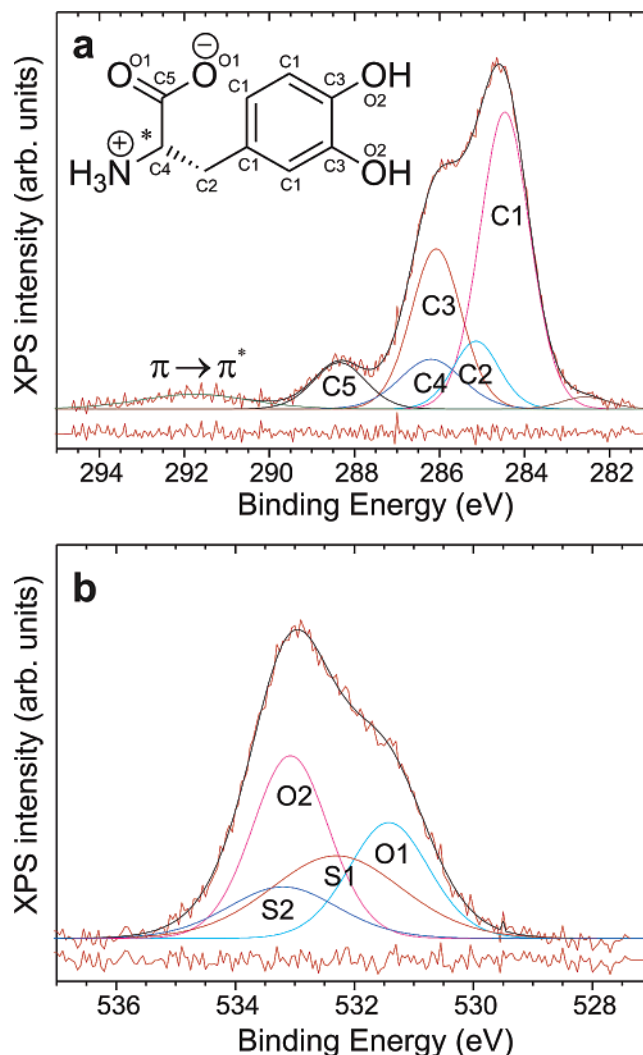 a
O1
⊖
O1
O
O
C5
C1
C1
C3
OH
O2
⊕
*
O2
H₃N
C4
C2
C1
C1
C3
OH
C1
C3
π → π*
C5
C4
C2
XPS intensity (arb. units)
294 292 290 288 286 284 282
Binding Energy (eV)
b
O2
O1
S1
S2
XPS intensity (arb. units)
536 534 532 530 528
Binding Energy (eV)